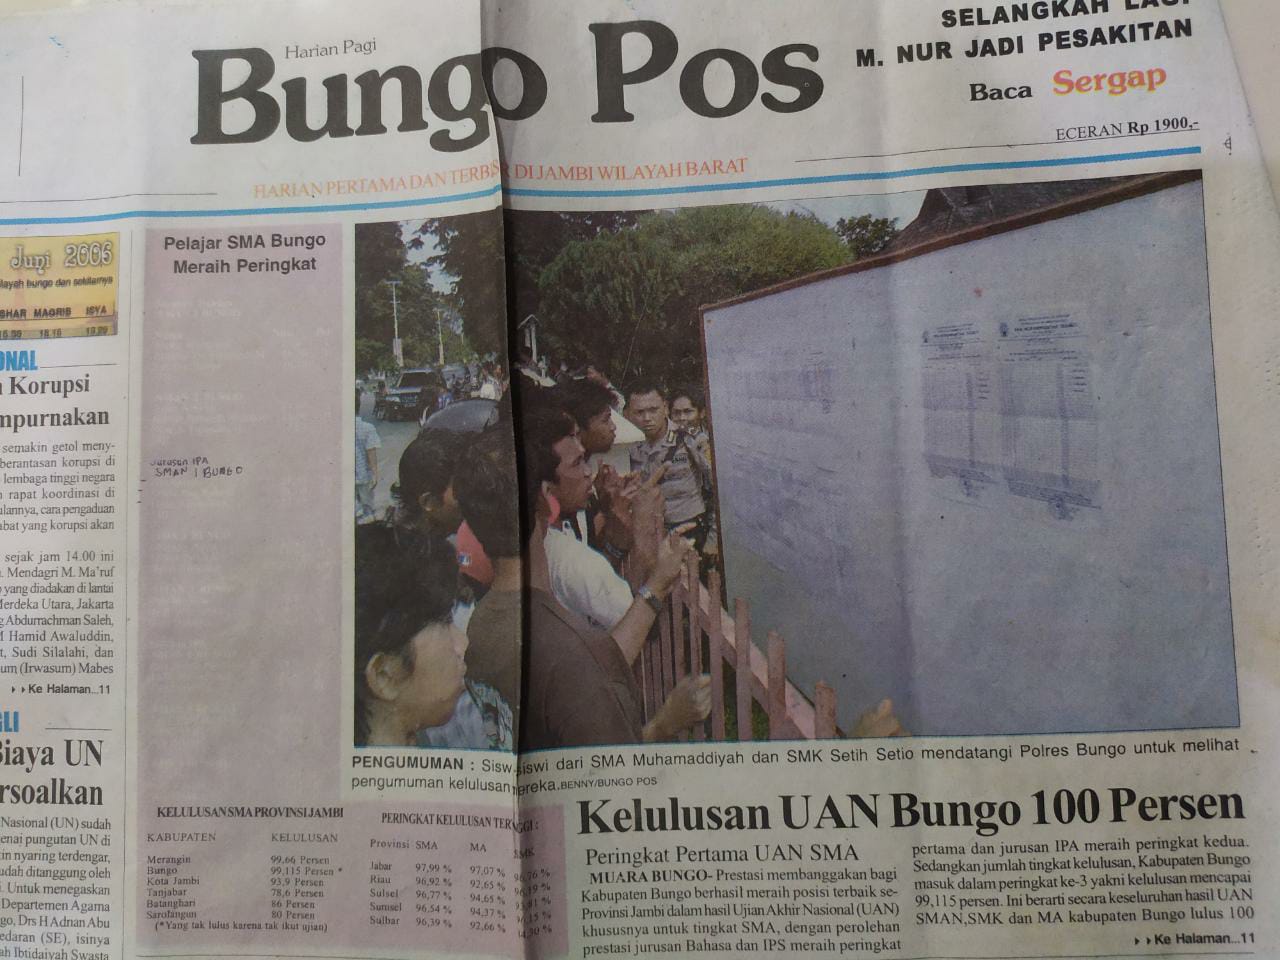 Harian Pagi
Bungo Pos
HARIAN PERTAMA DAN TERBESAR DI JAMBI WILAYAH BARAT
SELANGKAH LAGI
M. NUR JADI PESAKITAN
Baca Sergap
ECERAN Rp 1900,-
Juni 2006
ilayah bungo dan sekitarnya
SHAR MAGRIB ISYA
ONAL
Korupsi
mpurnakan
semakin getol meny-
berantasan korupsi di
lembaga tinggi negara
rapat koordinasi di
ulannya, cara pengaduan
abat yang korupsi akan
sejak jam 14.00 ini
. Mendagri M. Ma'ruf
yang diadakan di lantai
Merdeka Utara, Jakarta
g Abdurrachman Saleh,
M Hamid Awaluddin,
t, Sudi Silalahi, dan
um (Irwasum) Mabes
Ke Halaman...11
GLI
Biaya UN
rsoalkan
Nasional (UN) sudah
enai pungutan UN di
in nyaring terdengar,
udah ditanggung oleh
i. Untuk menegaskan
Departemen Agama
go, Drs H Adnan Abu
edaran (SE), isinya
ah Ibtidaiyah Swasta
Pelajar SMA Bungo
Meraih Peringkat
Jurusan IPA
SMAN 1 BUNGO
KELULUSAN SMA PROVINSI JAMBI
KABUPATEN KELULUSAN
Merangin 99,66 Persen
Bungo 99,115 Persen *
Kota Jambi 93,9 Persen
Tanjabar 78,6 Persen
Batanghari 86 Persen
Sarolangun 80 Persen
(*Yang tak lulus karena tak ikut ujian)
PERINGKAT KELULUSAN TERTINGGI :
Provinsi SMA MA SMK
Jabar 97,99 % 97,07 %
Riau 96,92 % 92,65 %
Sulsel 96,77 % 94,65 %
Sumsel 96,54 % 94,37 %
Sulbar 96,39 % 92,66 %
PENGUMUMAN : Siswa siswi dari SMA Muhamaddiyah dan SMK Setih Setio mendatangi Polres Bungo untuk melihat
pengumuman kelulusan mereka.BENNY/BUNGO POS
Kelulusan UAN Bungo 100 Persen
Peringkat Pertama UAN SMA
MUARA BUNGO- Prestasi membanggakan bagi
Kabupaten Bungo berhasil meraih posisi terbaik se-
Provinsi Jambi dalam hasil Ujian Akhir Nasional (UAN)
khususnya untuk tingkat SMA, dengan perolehan
prestasi jurusan Bahasa dan IPS meraih peringkat
pertama dan jurusan IPA meraih peringkat kedua.
Sedangkan jumlah tingkat kelulusan, Kabupaten Bungo
masuk dalam peringkat ke-3 yakni kelulusan mencapai
99,115 persen. Ini berarti secara keseluruhan hasil UAN
SMAN,SMK dan MA kabupaten Bungo lulus 100
Ke Halaman...11